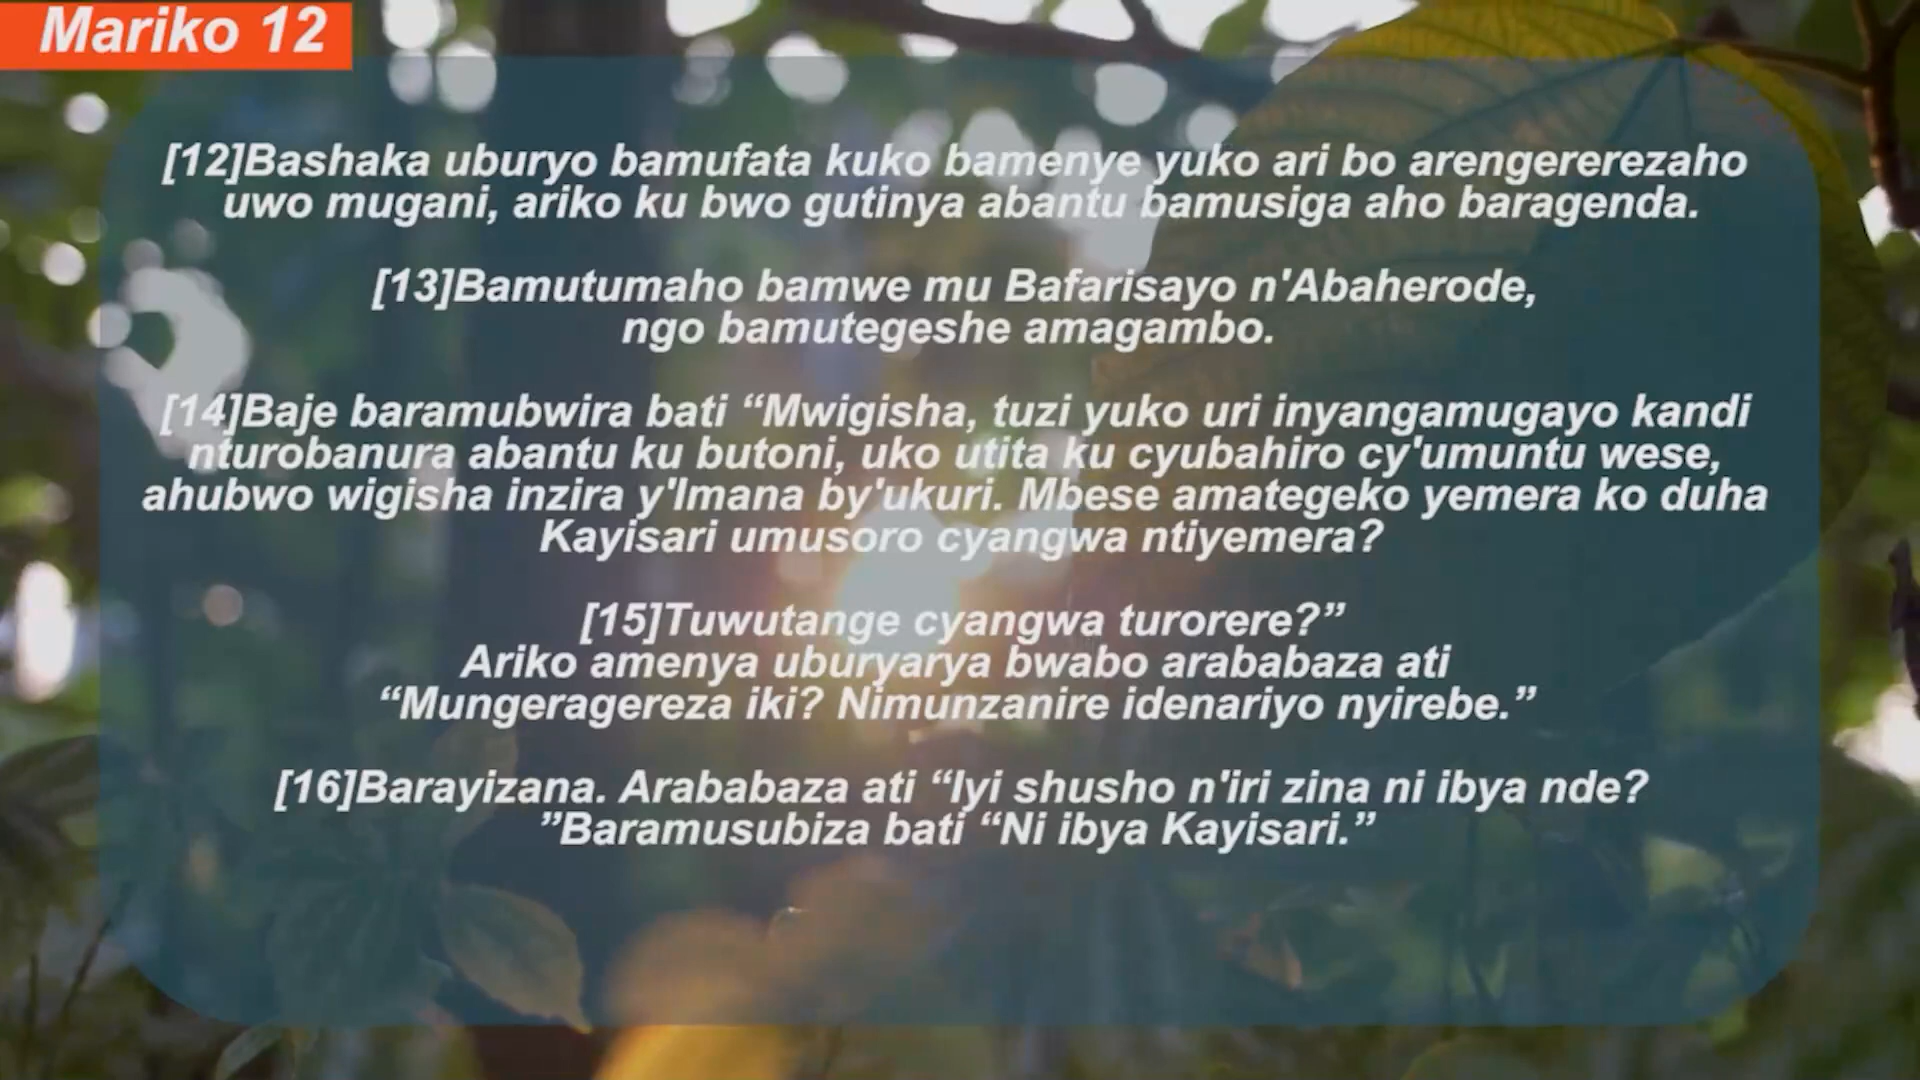 Mariko 12
[12]Bashaka uburyo bamufata kuko bamenye yuko ari bo arengererezaho
uwo mugani, ariko ku bwo gutinya abantu bamusiga aho baragenda.
[13]Bamutumaho bamwe mu Bafarisayo n'Abaherode,
ngo bamutegeshe amagambo.
[14]Baje baramubwira bati “Mwigisha, tuzi yuko uri inyangamugayo kandi
nturobanura abantu ku butoni, uko utita ku cyubahiro cy'umuntu wese,
ahubwo wigisha inzira y'Imana by'ukuri. Mbese amategeko yemera ko duha
Kayisari umusoro cyangwa ntiyemera?
[15]Tuwutange cyangwa turorere?”
Ariko amenya uburyarya bwabo arababaza ati
“Mungeragereza iki? Nimunzanire idenariyo nyirebe.”
[16]Barayizana. Arababaza ati “Iyi shusho n'iri zina ni ibya nde?
”Baramusubiza bati “Ni ibya Kayisari.”